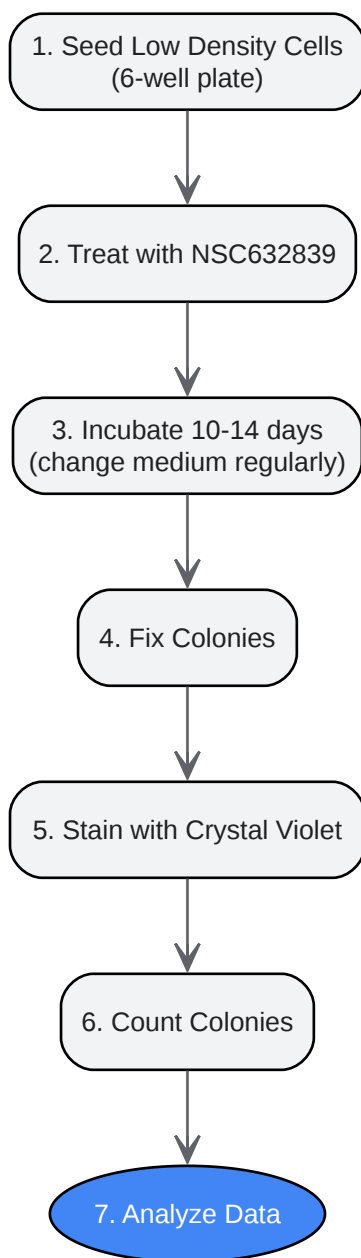 1. Seed Low Density Cells
(6-well plate)
2. Treat with NSC632839
3. Incubate 10-14 days
(change medium regularly)
4. Fix Colonies
5. Stain with Crystal Violet
6. Count Colonies
7. Analyze Data